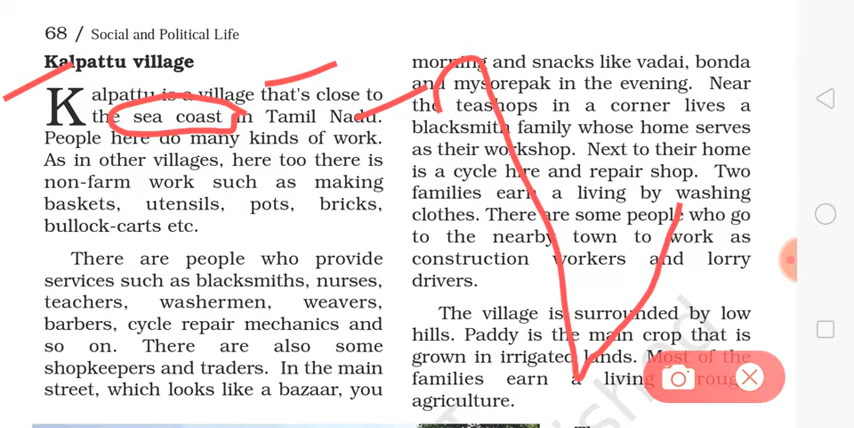 68 / Social and Political Life
Kalpattu village
Kalpattu is a village that's close to
the sea coast in Tamil Nadu.
People here do many kinds of work.
As in other villages, here too there is
non-farm work such as making
baskets, utensils, pots, bricks,
bullock-carts etc.
There are people who provide
services such as blacksmiths, nurses,
teachers, washermen, weavers,
barbers, cycle repair mechanics and
so on. There are also some
shopkeepers and traders. In the main
street, which looks like a bazaar, you
morning and snacks like vadai, bonda
and mysorepak in the evening. Near
the teashops in a corner lives a
blacksmith family whose home serves
as their workshop. Next to their home
is a cycle hire and repair shop. Two
families earn a living by washing
clothes. There are some people who go
to the nearby town to work as
construction workers and lorry
drivers.
The village is surrounded by low
hills. Paddy is the main crop that is
grown in irrigated lands. Most of the
families earn a living
agriculture.